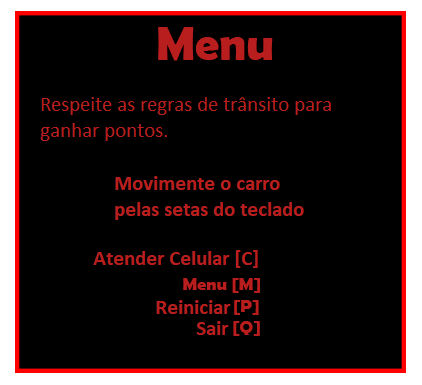 Menu
Respeite as regras de trânsito para
ganhar pontos.
Movimente o carro
pelas setas do teclado
Atender Celular [C]
Menu [M]
Reiniciar [P]
Sair [Q]